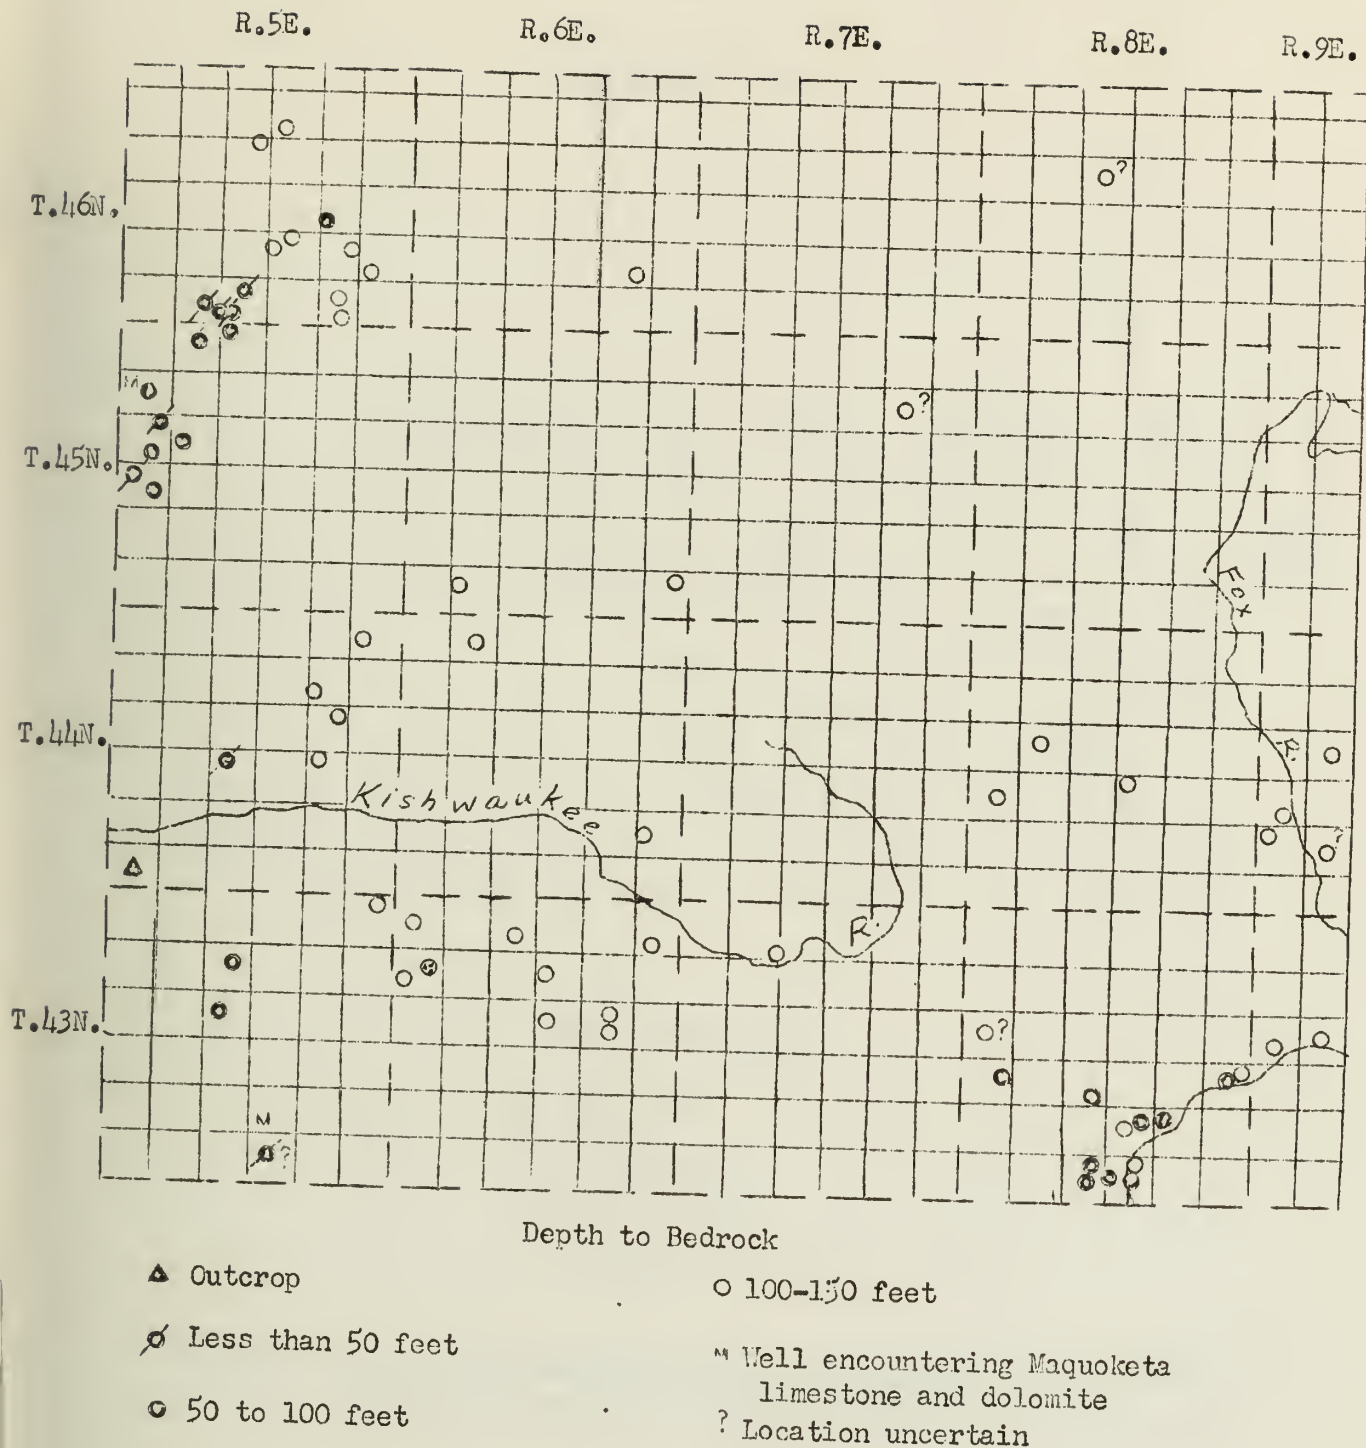 R.5E. R.6E. R.7E. R.8E. R.9E.
T.46N.
?
M
?
T.45N.
Fox
T.44N.
R.
Kishwaukee
?
R.
T.43N.
?
M
?
Depth to Bedrock
Outcrop
100-150 feet
Less than 50 feet
M Well encountering Maquoketa
limestone and dolomite
50 to 100 feet
? Location uncertain